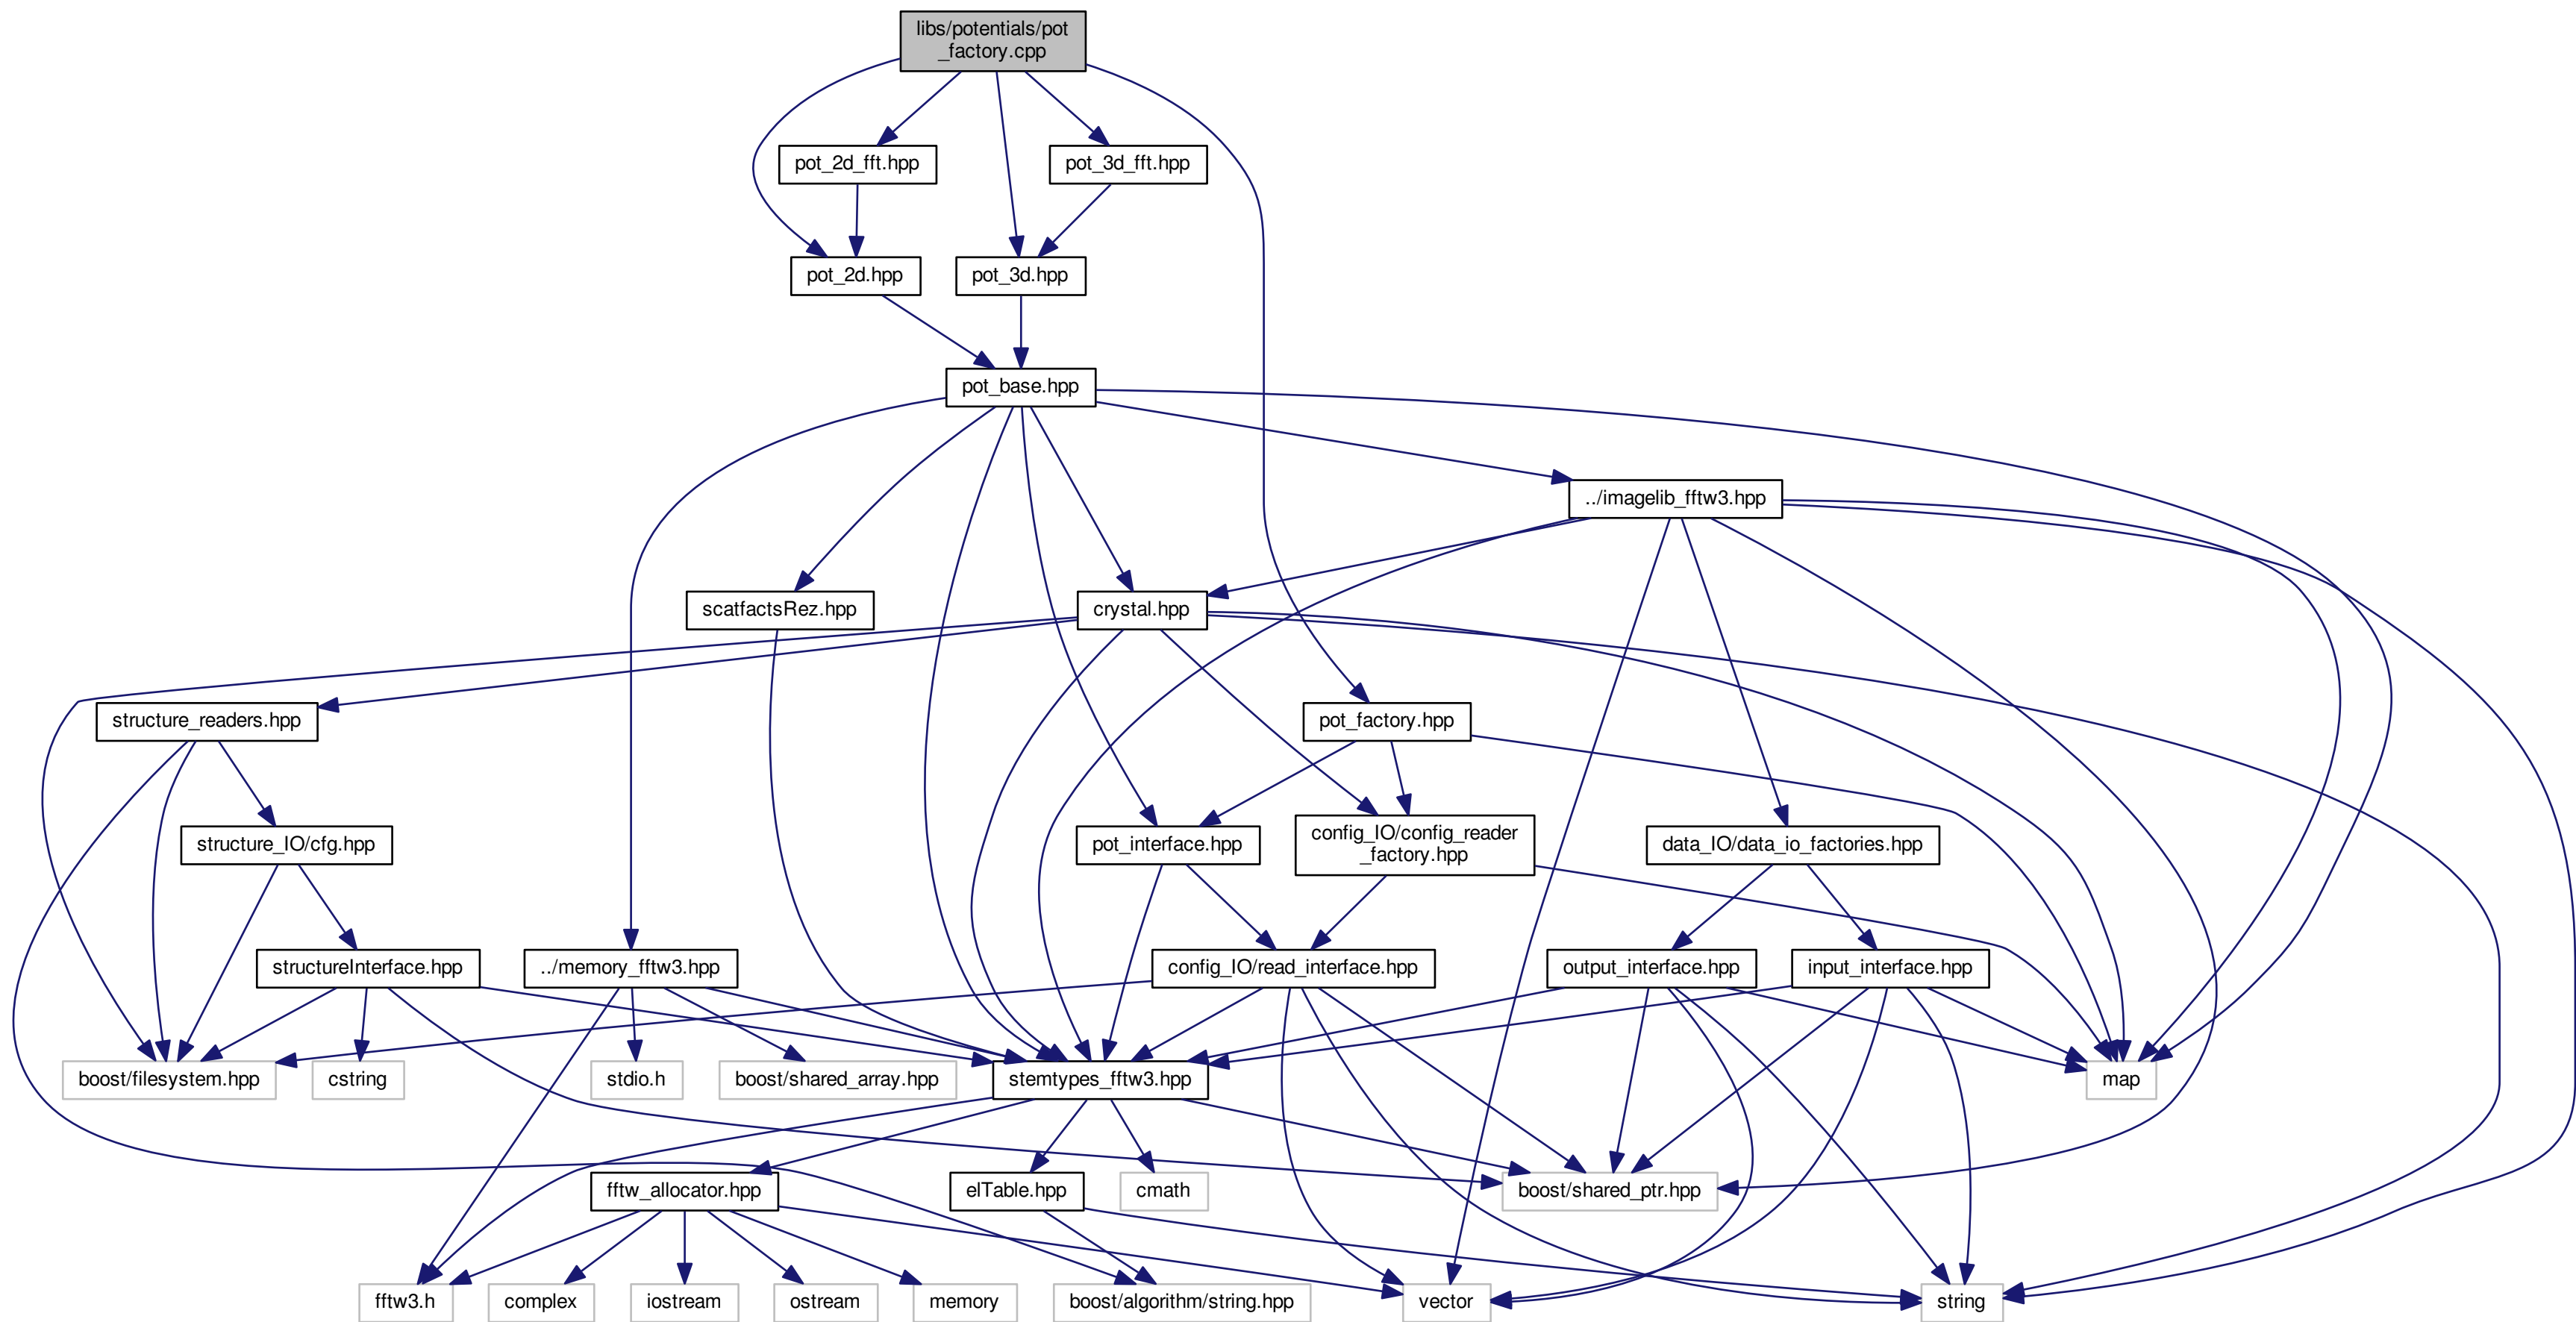 libs/potentials/pot
_factory.cpp
pot_2d_fft.hpp
pot_3d_fft.hpp
pot_2d.hpp
pot_3d.hpp
pot_base.hpp
../imagelib_fftw3.hpp
scatfactsRez.hpp
crystal.hpp
structure_readers.hpp
pot_factory.hpp
structure_IO/cfg.hpp
pot_interface.hpp
config_IO/config_reader
_factory.hpp
data_IO/data_io_factories.hpp
structureInterface.hpp
../memory_fftw3.hpp
config_IO/read_interface.hpp
output_interface.hpp
input_interface.hpp
boost/filesystem.hpp
cstring
stdio.h
boost/shared_array.hpp
stemtypes_fftw3.hpp
map
fftw_allocator.hpp
elTable.hpp
cmath
boost/shared_ptr.hpp
fftw3.h
complex
iostream
ostream
memory
boost/algorithm/string.hpp
vector
string